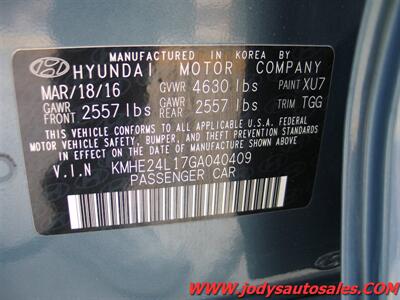 MANUFACTURED IN KOREA BY
HYUNDAI MOTOR COMPANY
MAR/18/16 GVWR 4630 lbs PAINT XU7
GAWR FRONT 2557 lbs GAWR REAR 2557 lbs TRIM TGG
THIS VEHICLE CONFORMS TO ALL APPLICABLE U.S. FEDERAL
MOTOR VEHICLE SAFETY, BUMPER, AND THEFT PREVENTION STANDARDS
IN EFFECT ON THE DATE OF MANUFACTURE SHOWN ABOVE
V.I.N KMHE24L17GA040409
PASSENGER CAR
www.jodysautosales.com